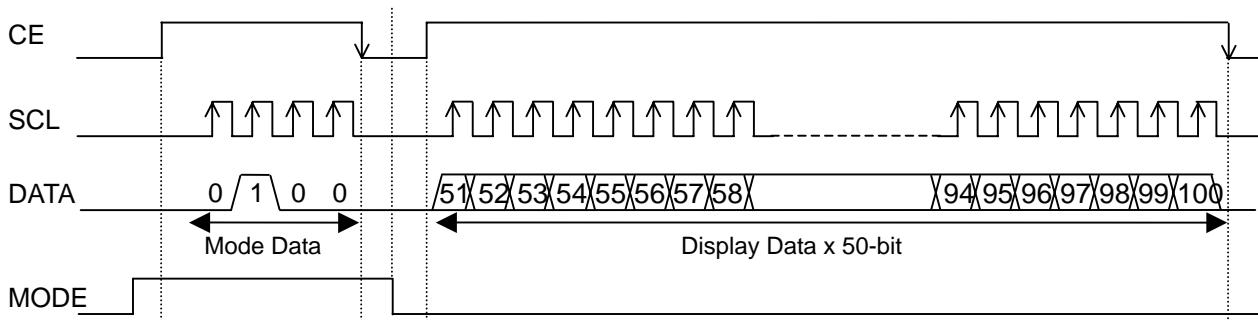 CE
SCL
DATA 0 1 0 0 51 52 53 54 55 56 57 58 94 95 96 97 98 99 100
Mode Data Display Data x 50-bit
MODE